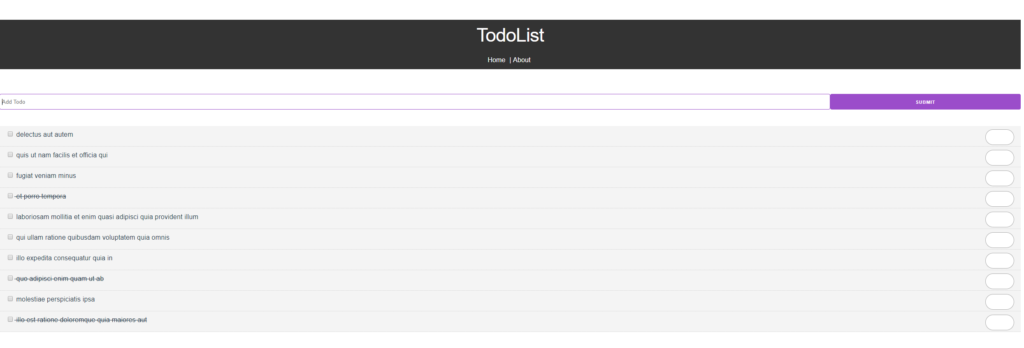 TodoList
Home | About
Add Todo
SUBMIT
delectus aut autem
quis ut nam facilis et officia qui
fugiat veniam minus
et porro tempora
laboriosam mollitia et enim quasi adipisci quia provident illum
qui ullam ratione quibusdam voluptatem quia omnis
illo expedita consequatur quia in
quo adipisci enim quam ut ab
molestiae perspiciatis ipsa
illo est ratione doloremque quia maiores aut